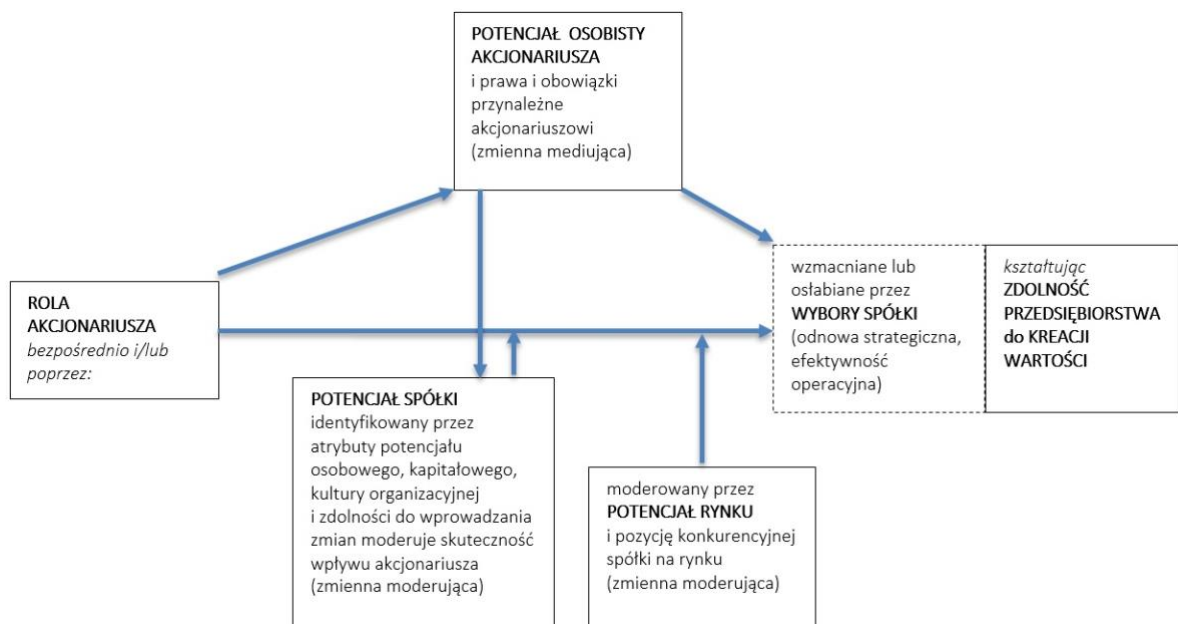 POTENCJAŁ OSOBISTY
AKCJONARIUSZA
i prawa i obowiązki
przynależne
akcjonariuszowi
(zmienna mediująca)
ROLA
AKCJONARIUSZA
bezpośrednio i/lub
poprzez:
wzmacniane lub
osłabiane przez
WYBORY SPÓŁKI
(odnowa strategiczna,
efektywność
operacyjna)
kształtując
ZDOLNOŚĆ
PRZEDSIĘBIORSTWA
do KREACJI
WARTOŚCI
POTENCJAŁ SPÓŁKI
identyfikowany przez
atrybuty potencjału
osobowego, kapitałowego,
kultury organizacyjnej
i zdolności do wprowadzania
zmian moderuje skuteczność
wpływu akcjonariusza
(zmienna moderująca)
moderowany przez
POTENCJAŁ RYNKU
i pozycję konkurencyjnej
spółki na rynku
(zmienna moderująca)